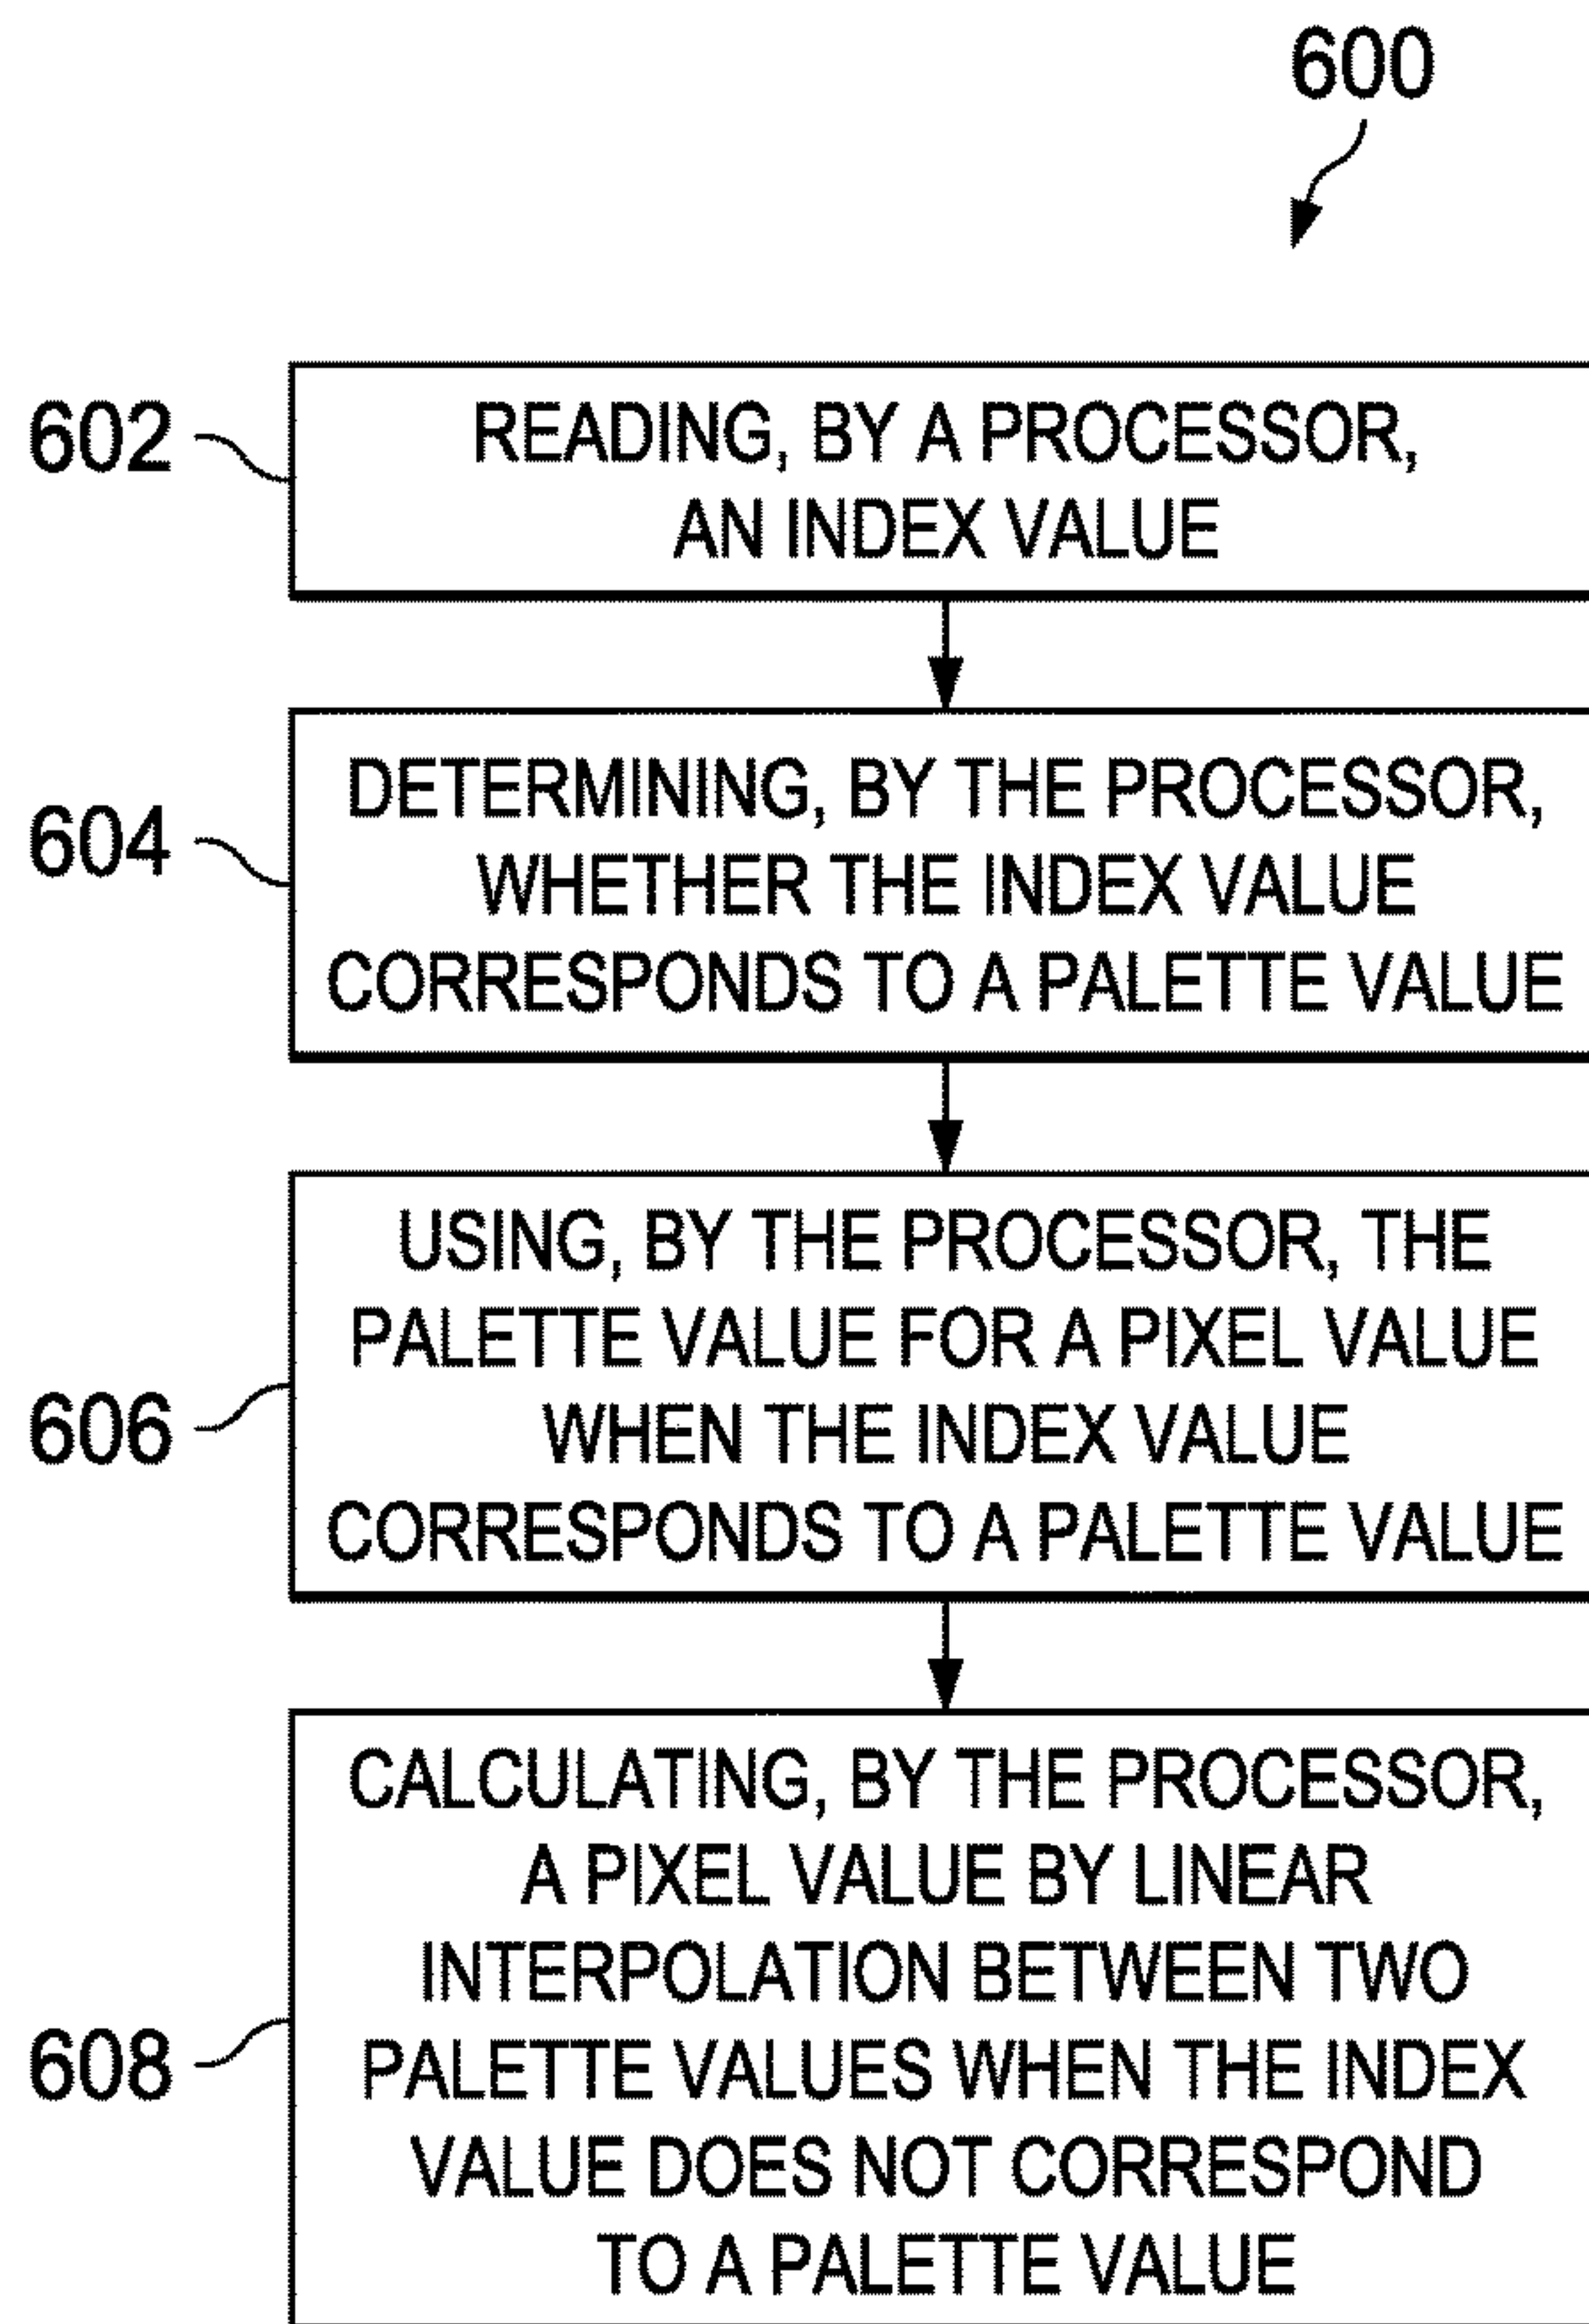 600
602
READING, BY A PROCESSOR,
AN INDEX VALUE
604
DETERMINING, BY THE PROCESSOR,
WHETHER THE INDEX VALUE
CORRESPONDS TO A PALETTE VALUE
606
USING, BY THE PROCESSOR, THE
PALETTE VALUE FOR A PIXEL VALUE
WHEN THE INDEX VALUE
CORRESPONDS TO A PALETTE VALUE
608
CALCULATING, BY THE PROCESSOR,
A PIXEL VALUE BY LINEAR
INTERPOLATION BETWEEN TWO
PALETTE VALUES WHEN THE INDEX
VALUE DOES NOT CORRESPOND
TO A PALETTE VALUE